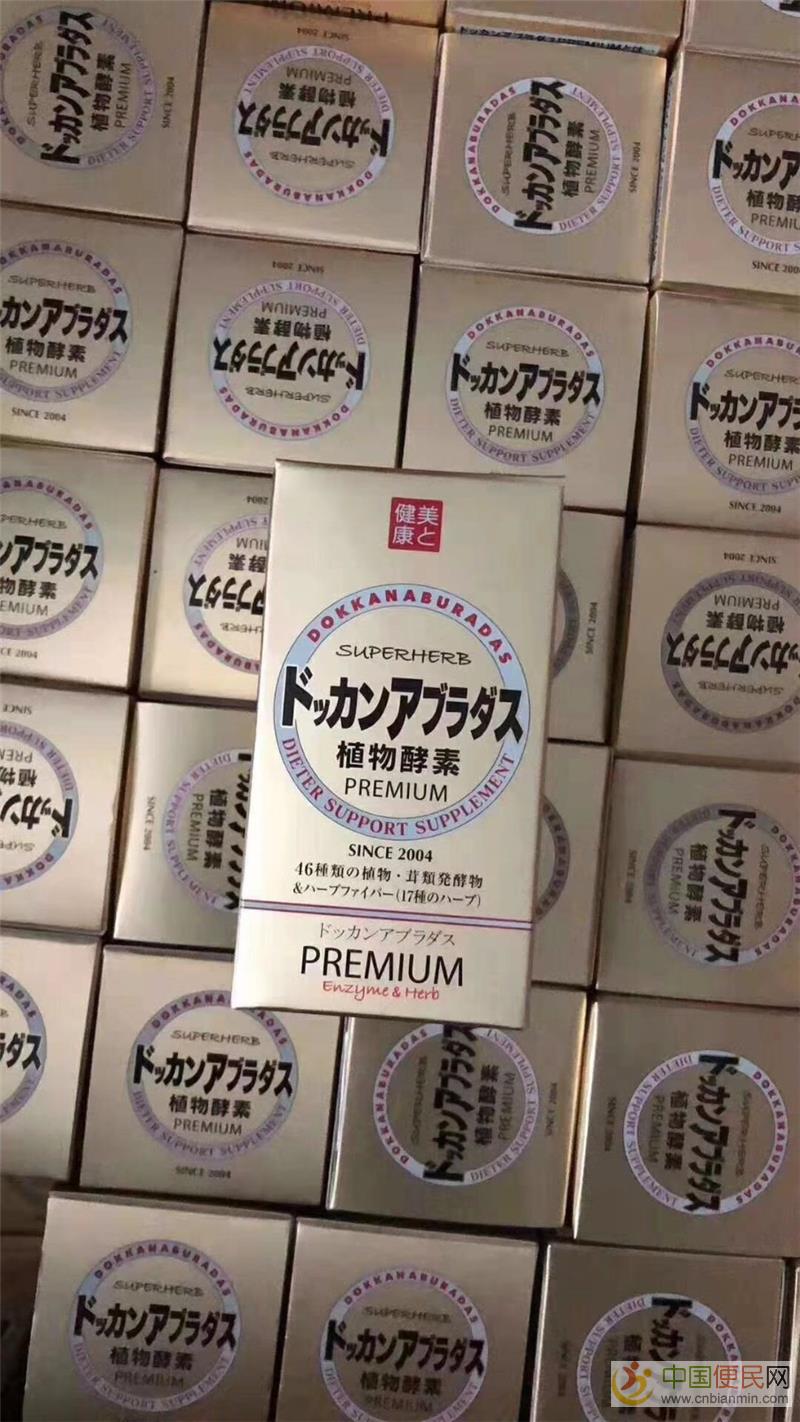 健康
美と
DOKKANABURADAS
SUPERHERB
ドッカンアブラダス
植物酵素
PREMIUM
DIETER SUPPORT SUPPLEMENT
SINCE 2004
46種類の植物・茸類発酵物
&ハーブファイバー(17種のハーブ)
ドッカンアブラダス
PREMIUM
Enzyme & Herb
中国便民网
www.cnbianmin.com